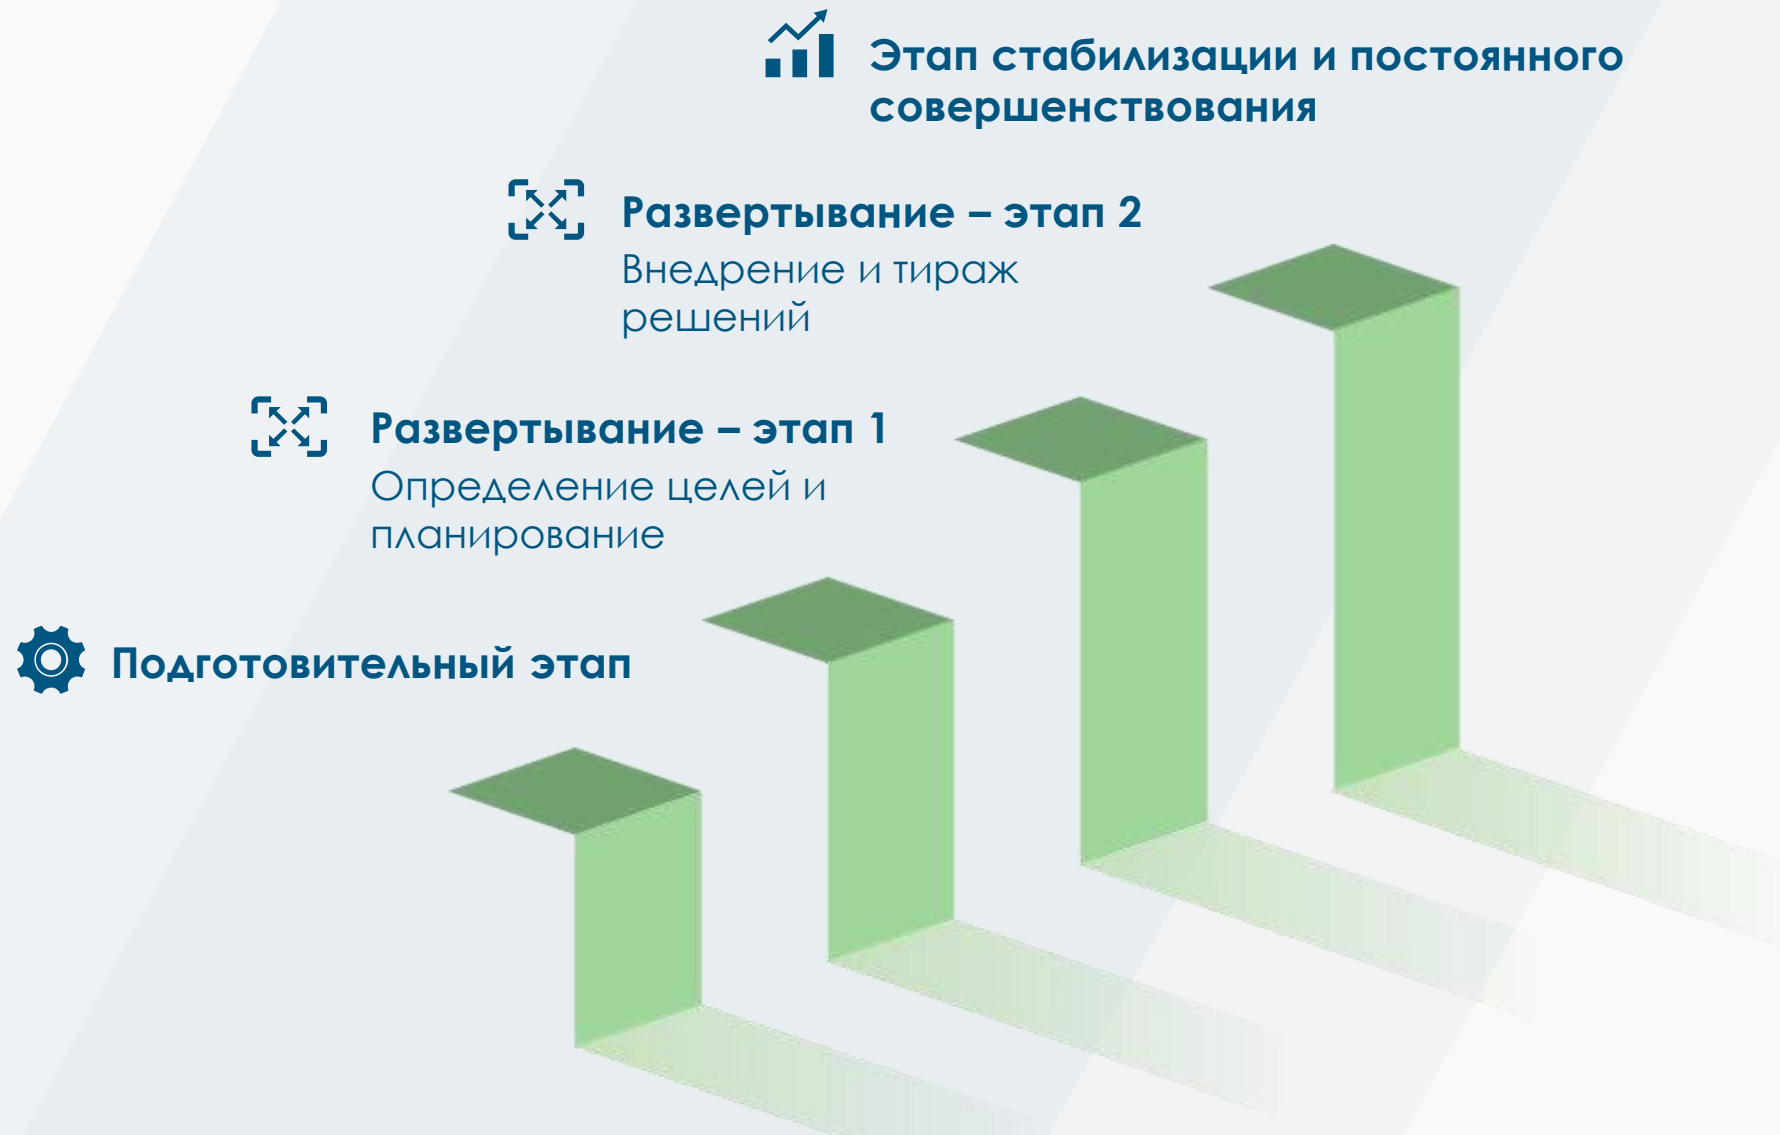 Этап стабилизации и постоянного
совершенствования
Развертывание – этап 2
Внедрение и тираж
решений
Развертывание – этап 1
Определение целей и
планирование
Подготовительный этап